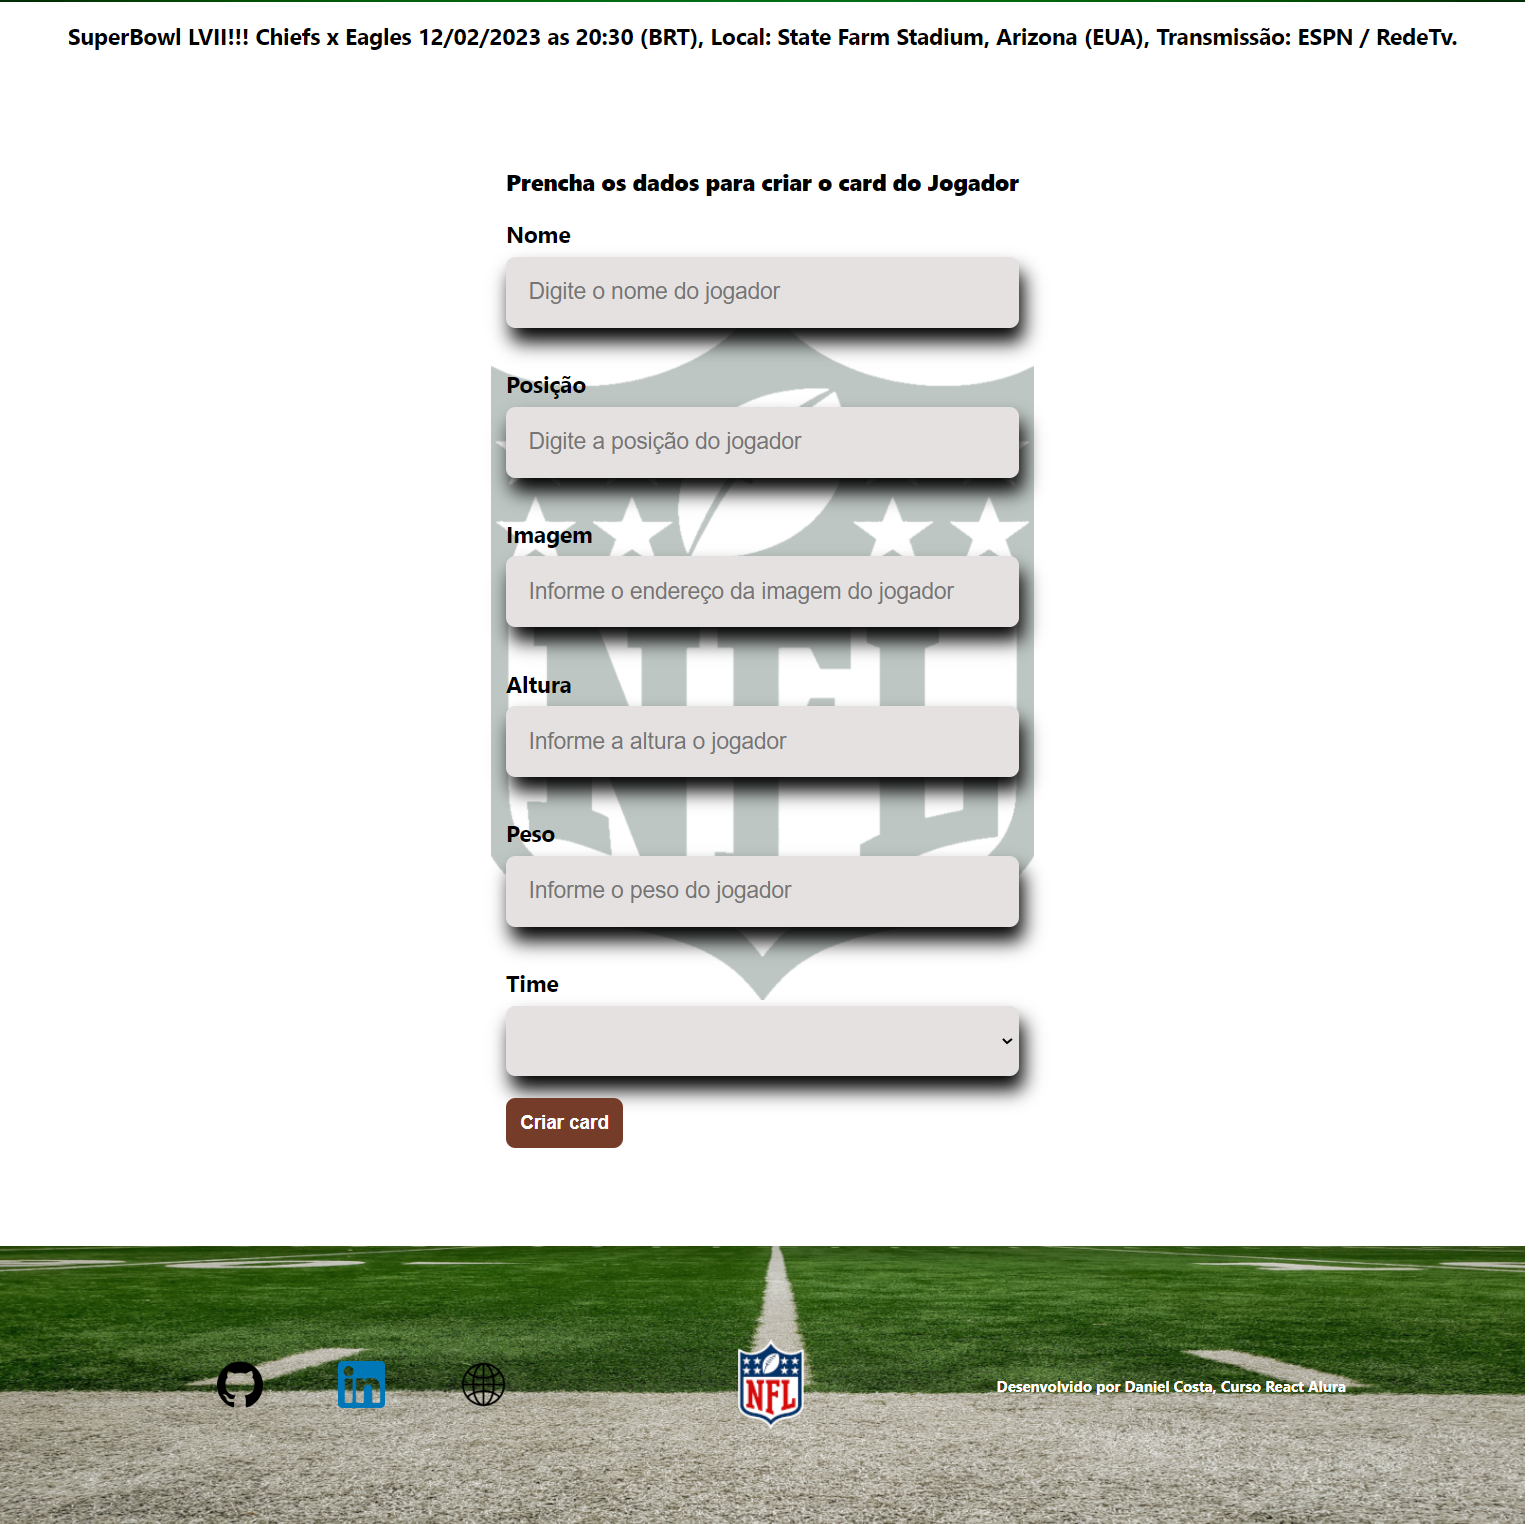 SuperBowl LVII!!! Chiefs x Eagles 12/02/2023 as 20:30 (BRT), Local: State Farm Stadium, Arizona (EUA), Transmissão: ESPN / RedeTv.
Prencha os dados para criar o card do Jogador
Nome
Digite o nome do jogador
Posição
Digite a posição do jogador
Imagem
Informe o endereço da imagem do jogador
NFL
Altura
Informe a altura o jogador
Peso
Informe o peso do jogador
Time
Criar card
in
NFL
Desenvolvido por Daniel Costa, Curso React Alura